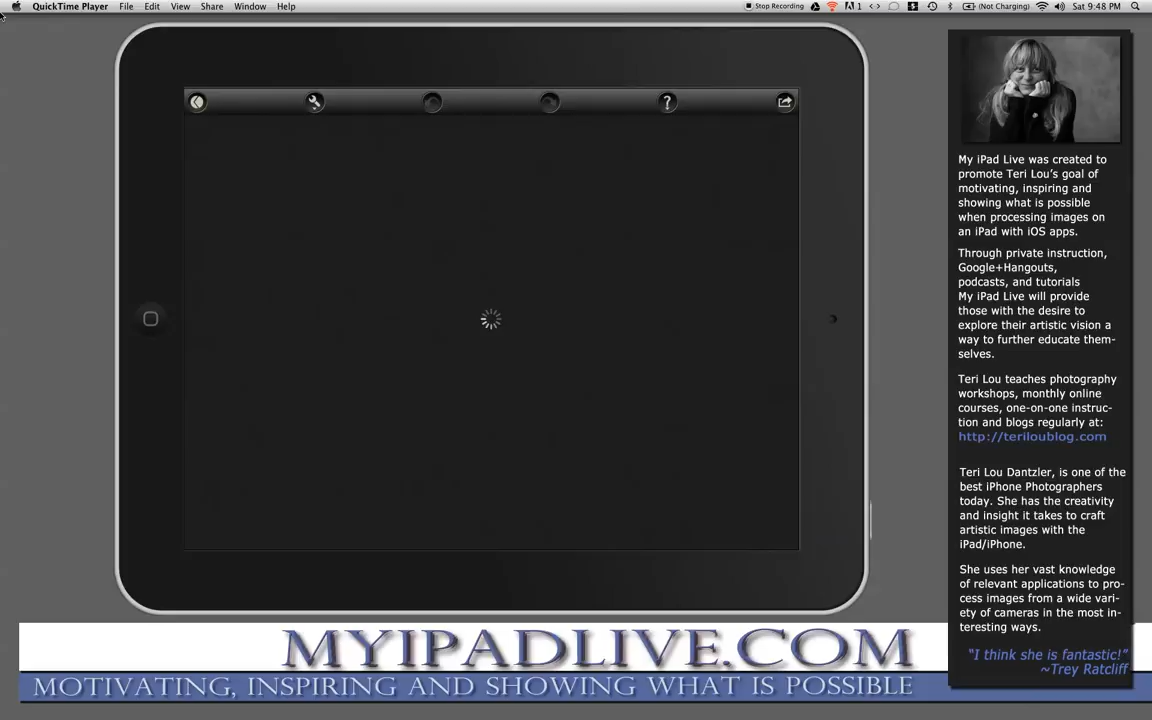 QuickTime Player File Edit View Share Window Help
Stop Recording 1 (Not Charging) Sat 9:48 PM
?
My iPad Live was created to
promote Teri Lou's goal of
motivating, inspiring and
showing what is possible
when processing images on
an iPad with iOS apps.
Through private instruction,
Google+Hangouts,
podcasts, and tutorials
My iPad Live will provide
those with the desire to
explore their artistic vision a
way to further educate them-
selves.
Teri Lou teaches photography
workshops, monthly online
courses, one-on-one instruc-
tion and blogs regularly at:
http://teriloublog.com
Teri Lou Dantzler, is one of the
best iPhone Photographers
today. She has the creativity
and insight it takes to craft
artistic images with the
iPad/iPhone.
She uses her vast knowledge
of relevant applications to pro-
cess images from a wide vari-
ety of cameras in the most in-
teresting ways.
"I think she is fantastic!"
~Trey Ratcliff
MYIPADLIVE.COM
MOTIVATING, INSPIRING AND SHOWING WHAT IS POSSIBLE